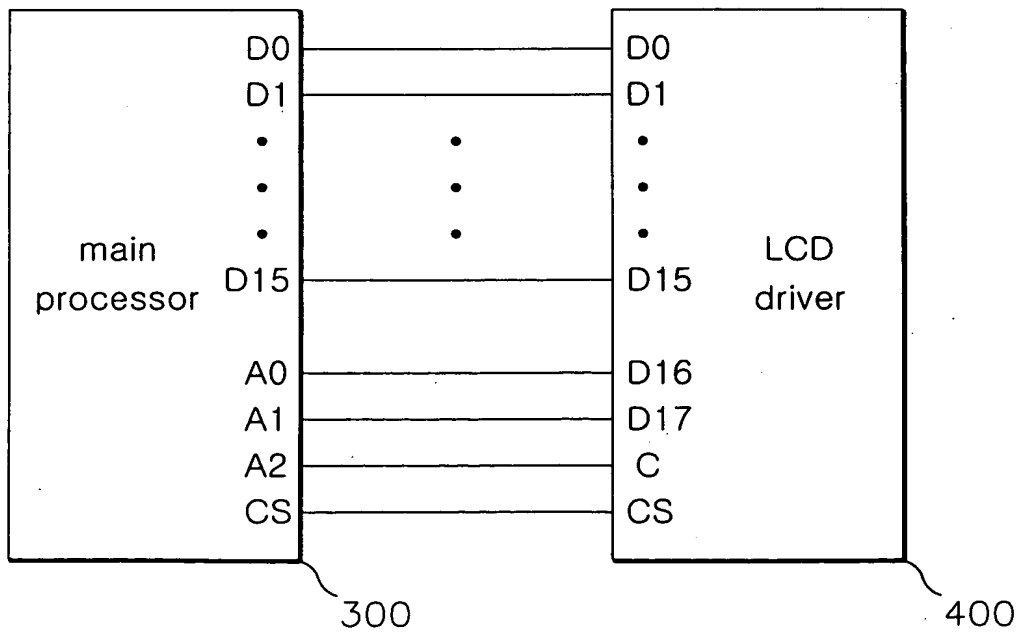 D0 D0
D1 D1
main processor
LCD driver
D15 D15
A0 D16
A1 D17
A2 C
CS CS
300 400